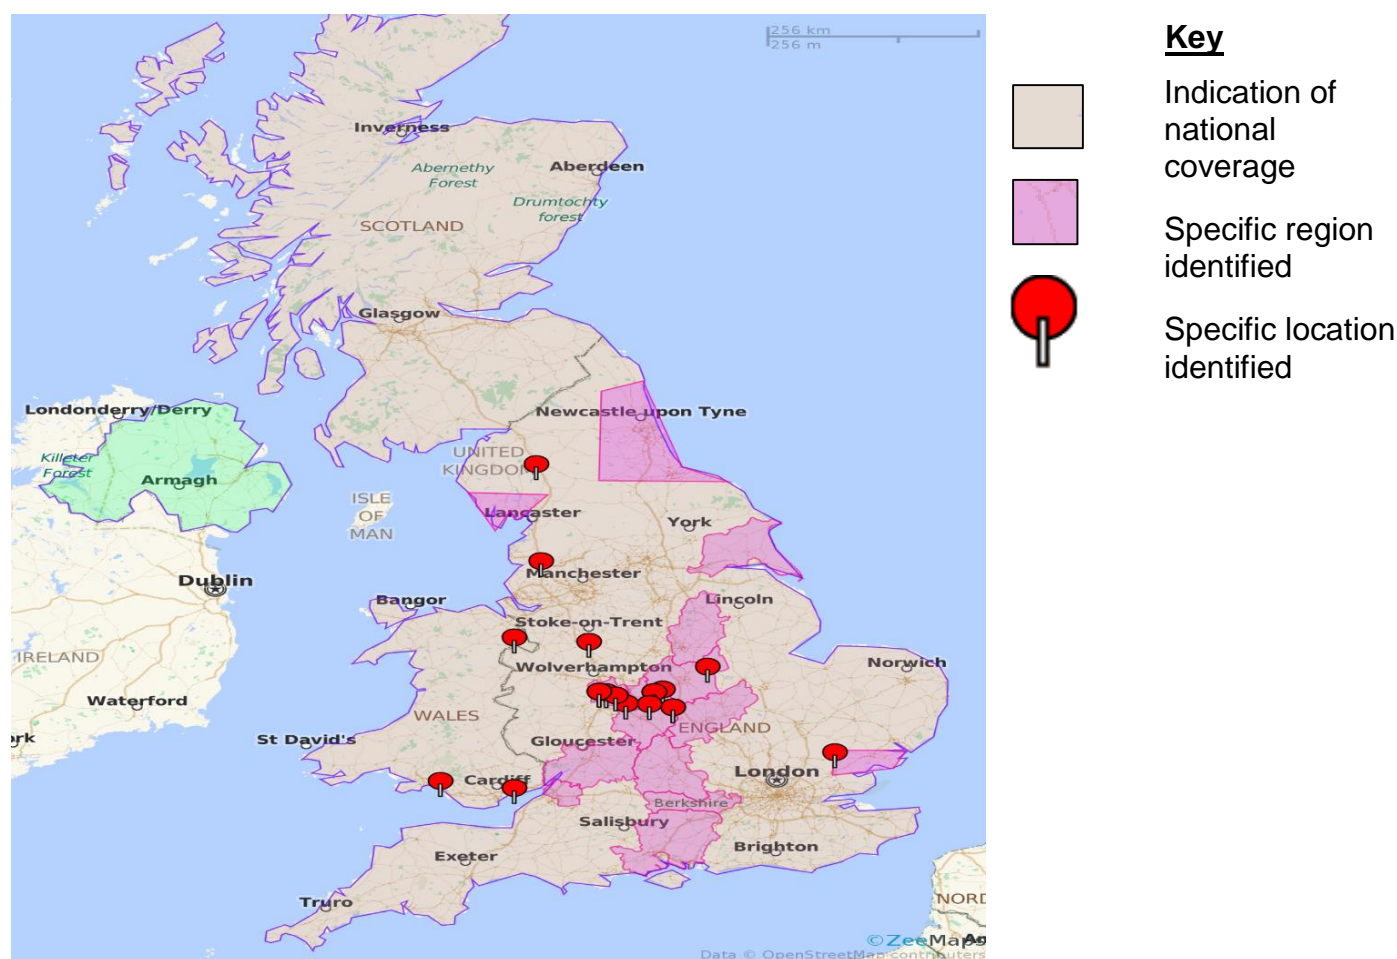 256 km
256 m
Inverness
Abernethy
Forest
Aberdeen
Drumtochty
forest
SCOTLAND
Glasgow
Londonderry/Derry
Newcastle upon Tyne
Killeter
Forest
UNITED
KINGDOM
Armagh
ISLE
OF
MAN
Lancaster
York
Manchester
Dublin
Bangor
Lincoln
Stoke-on-Trent
IRELAND
Wolverhampton
Norwich
Waterford
WALES
ENGLAND
rk
St David's
Gloucester
Cardiff
London
Berkshire
Salisbury
Brighton
Exeter
Truro
NORD
©ZeeMaps
Data © OpenStreetMap contributers
Key
Indication of
national
coverage
Specific region
identified
Specific location
identified